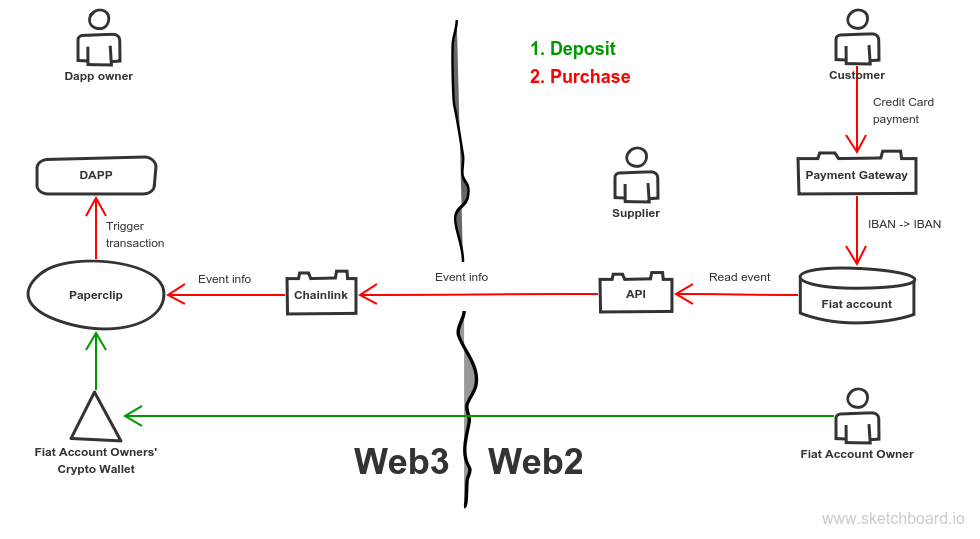 1. Deposit
2. Purchase
Dapp owner
Customer
Credit Card
payment
DAPP
Payment Gateway
Supplier
Trigger
transaction
IBAN -> IBAN
Event info
Event info
Read event
Paperclip
Chainlink
API
Fiat account
Fiat Account Owners'
Crypto Wallet
Fiat Account Owner
Web3
Web2
www.sketchboard.io